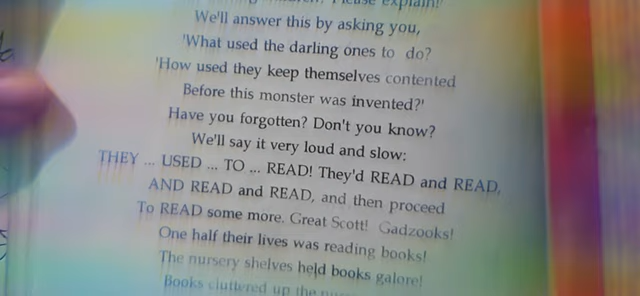 Please explain!'
We'll answer this by asking you,
'What used the darling ones to do?
'How used they keep themselves contented
Before this monster was invented?'
Have you forgotten? Don't you know?
We'll say it very loud and slow:
THEY ... USED ... TO ... READ! They'd READ and READ,
AND READ and READ, and then proceed
To READ some more. Great Scott! Gadzooks!
One half their lives was reading books!
The nursery shelves held books galore!
Books cluttered up the